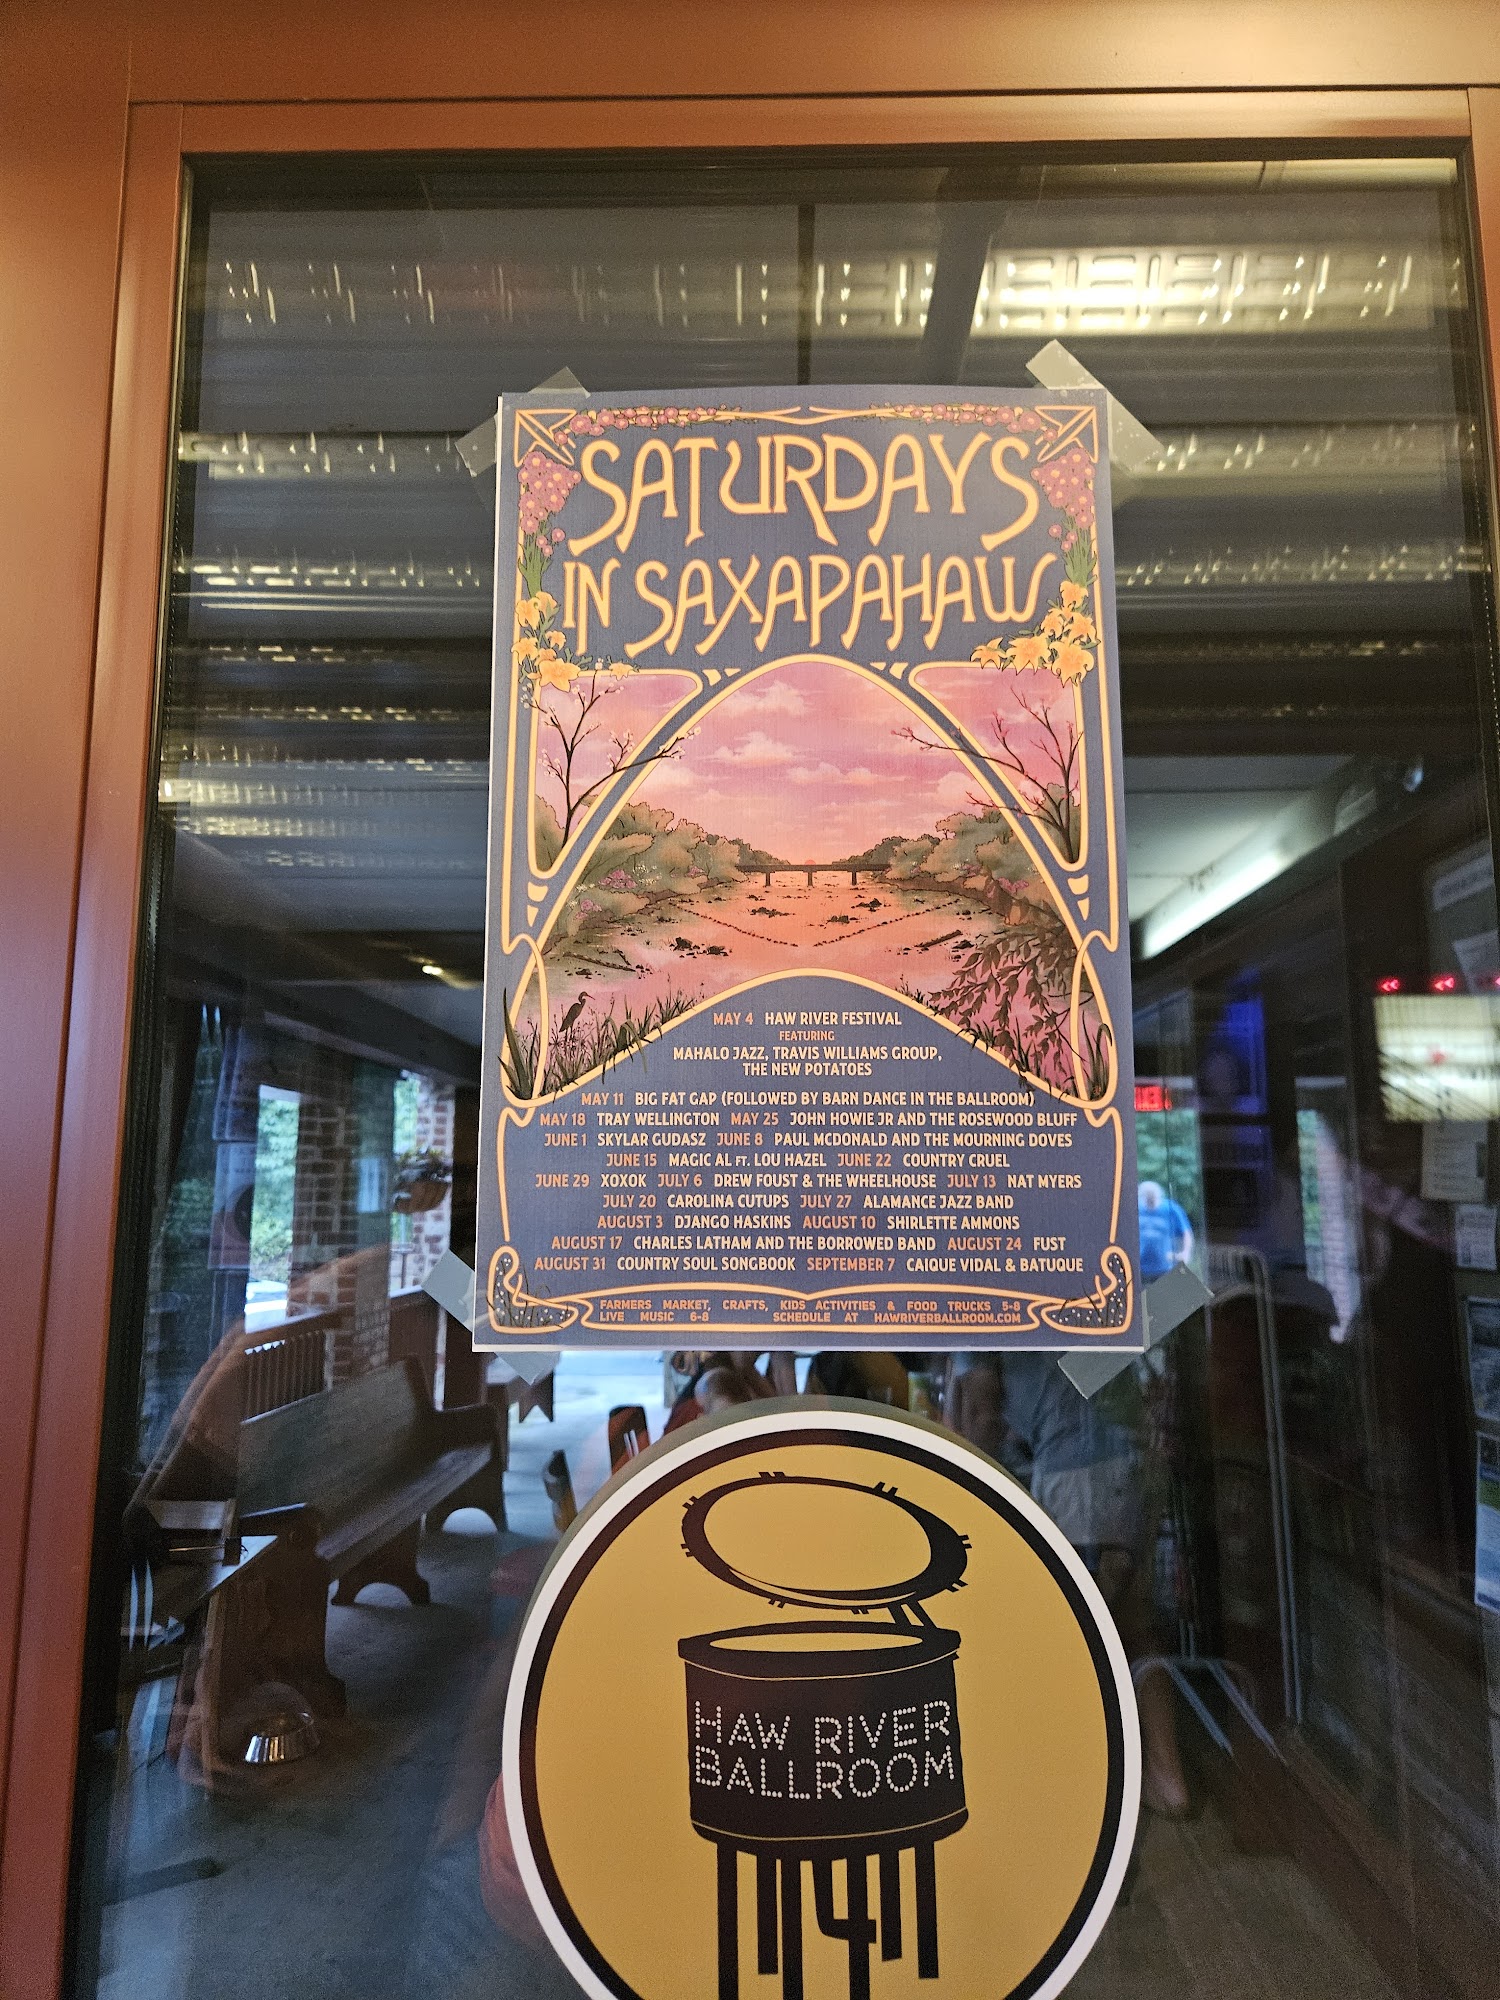 SATURDAYS
IN SAXAPAHAW
MAY 4 HAW RIVER FESTIVAL
FEATURING
MAHALO JAZZ, TRAVIS WILLIAMS GROUP,
THE NEW POTATOES
MAY 11 BIG FAT GAP (FOLLOWED BY BARN DANCE IN THE BALLROOM)
MAY 18 TRAY WELLINGTON MAY 25 JOHN HOWIE JR AND THE ROSEWOOD BLUFF
JUNE 1 SKYLAR GUDASZ JUNE 8 PAUL MCDONALD AND THE MOURNING DOVES
JUNE 15 MAGIC AL FT. LOU HAZEL JUNE 22 COUNTRY CRUEL
JUNE 29 XOXOK JULY 6 DREW FOUST & THE WHEELHOUSE JULY 13 NAT MYERS
JULY 20 CAROLINA CUTUPS JULY 27 ALAMANCE JAZZ BAND
AUGUST 3 DJANGO HASKINS AUGUST 10 SHIRLETTE AMMONS
AUGUST 17 CHARLES LATHAM AND THE BORROWED BAND AUGUST 24 FUST
AUGUST 31 COUNTRY SOUL SONGBOOK SEPTEMBER 7 CAIQUE VIDAL & BATUQUE
FARMERS MARKET, CRAFTS, KIDS ACTIVITIES & FOOD TRUCKS 5-8
LIVE MUSIC 6-8 SCHEDULE AT HAWRIVERBALLROOM.COM
HAW RIVER
BALLROOM